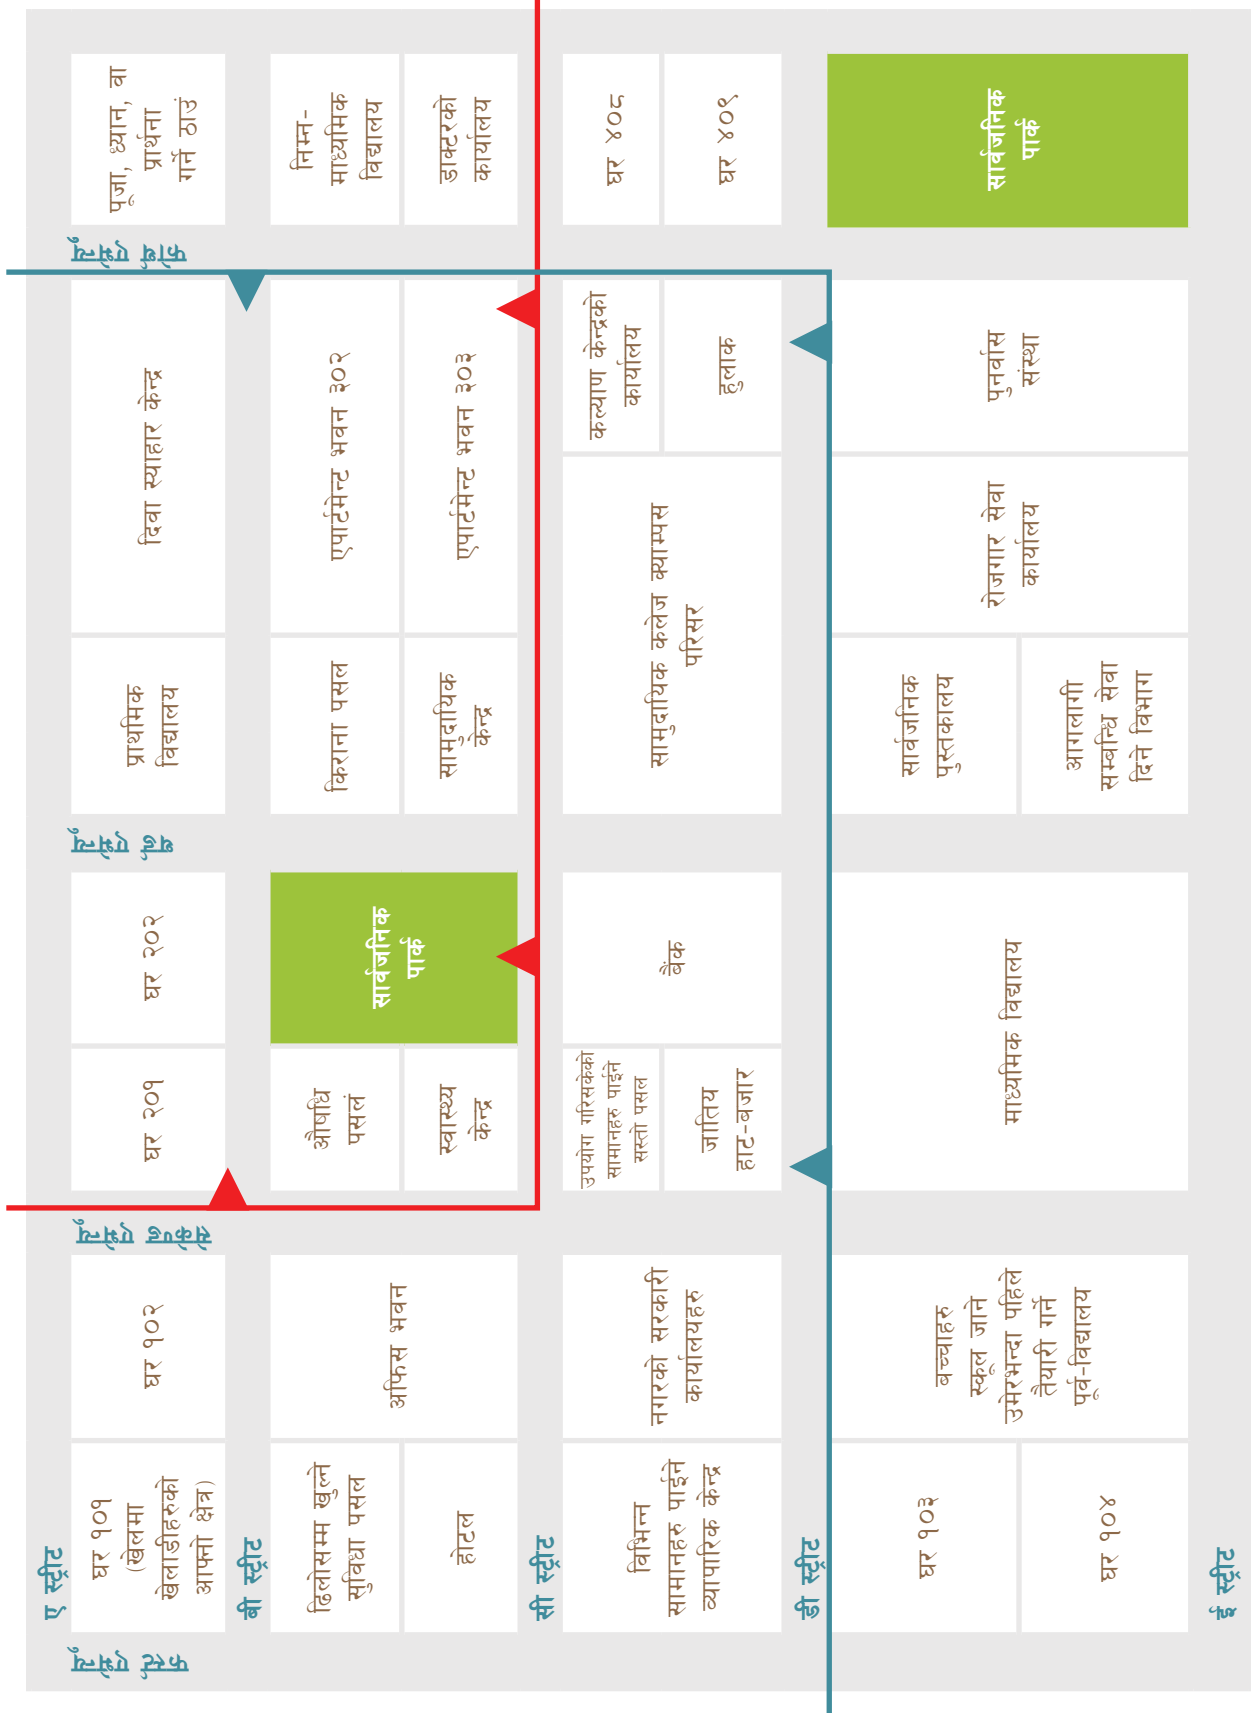 पूजा, ध्यान, वा
प्रार्थना
गर्ने ठाउं
निम्न-
माध्यमिक
विद्यालय
डाक्टरको
कार्यालय
घर ४०८
घर ४०९
सार्वजनिक
पार्क
फोर्थ एभेन्यू
दिवा स्याहार केन्द्र
एपार्टमेन्ट भवन ३०२
एपार्टमेन्ट भवन ३०३
कल्याण केन्द्रको
कार्यालय
हुलाक
पुनर्वास
संस्था
सामुदायिक कलेज क्याम्पस
परिसर
रोजगार सेवा
कार्यालय
प्राथमिक
विद्यालय
किराना पसल
सामुदायिक
केन्द्र
सार्वजनिक
पुस्तकालय
आगलागी
सम्बन्धि सेवा
दिने विभाग
थर्ड एभेन्यू
घर २०२
सार्वजनिक
पार्क
बैंक
माध्यमिक विद्यालय
घर २०१
औषधि
पसल
स्वास्थ्य
केन्द्र
उपयोग गरिसकेको
सामानहरु पाईने
सस्तो पसल
जातिय
हाट-बजार
सेकेण्ड एभेन्यू
घर १०२
अफिस भवन
नगरको सरकारी
कार्यालयहरु
बच्चाहरु
स्कूल जाने
उमेरभन्दा पहिले
तैयारी गर्ने
पूर्व-विद्यालय
घर १०१
(खेलमा
खेलाडीहरुको
आफ्नो क्षेत्र)
ढिलोसम्म खुल्ने
सुविधा पसल
होटल
विभिन्न
सामानहरु पाईने
व्यापारिक केन्द्र
घर १०३
घर १०४
ए स्ट्रीट
बी स्ट्रीट
सी स्ट्रीट
डी स्ट्रीट
ई स्ट्रीट
फर्स्ट एभेन्यू